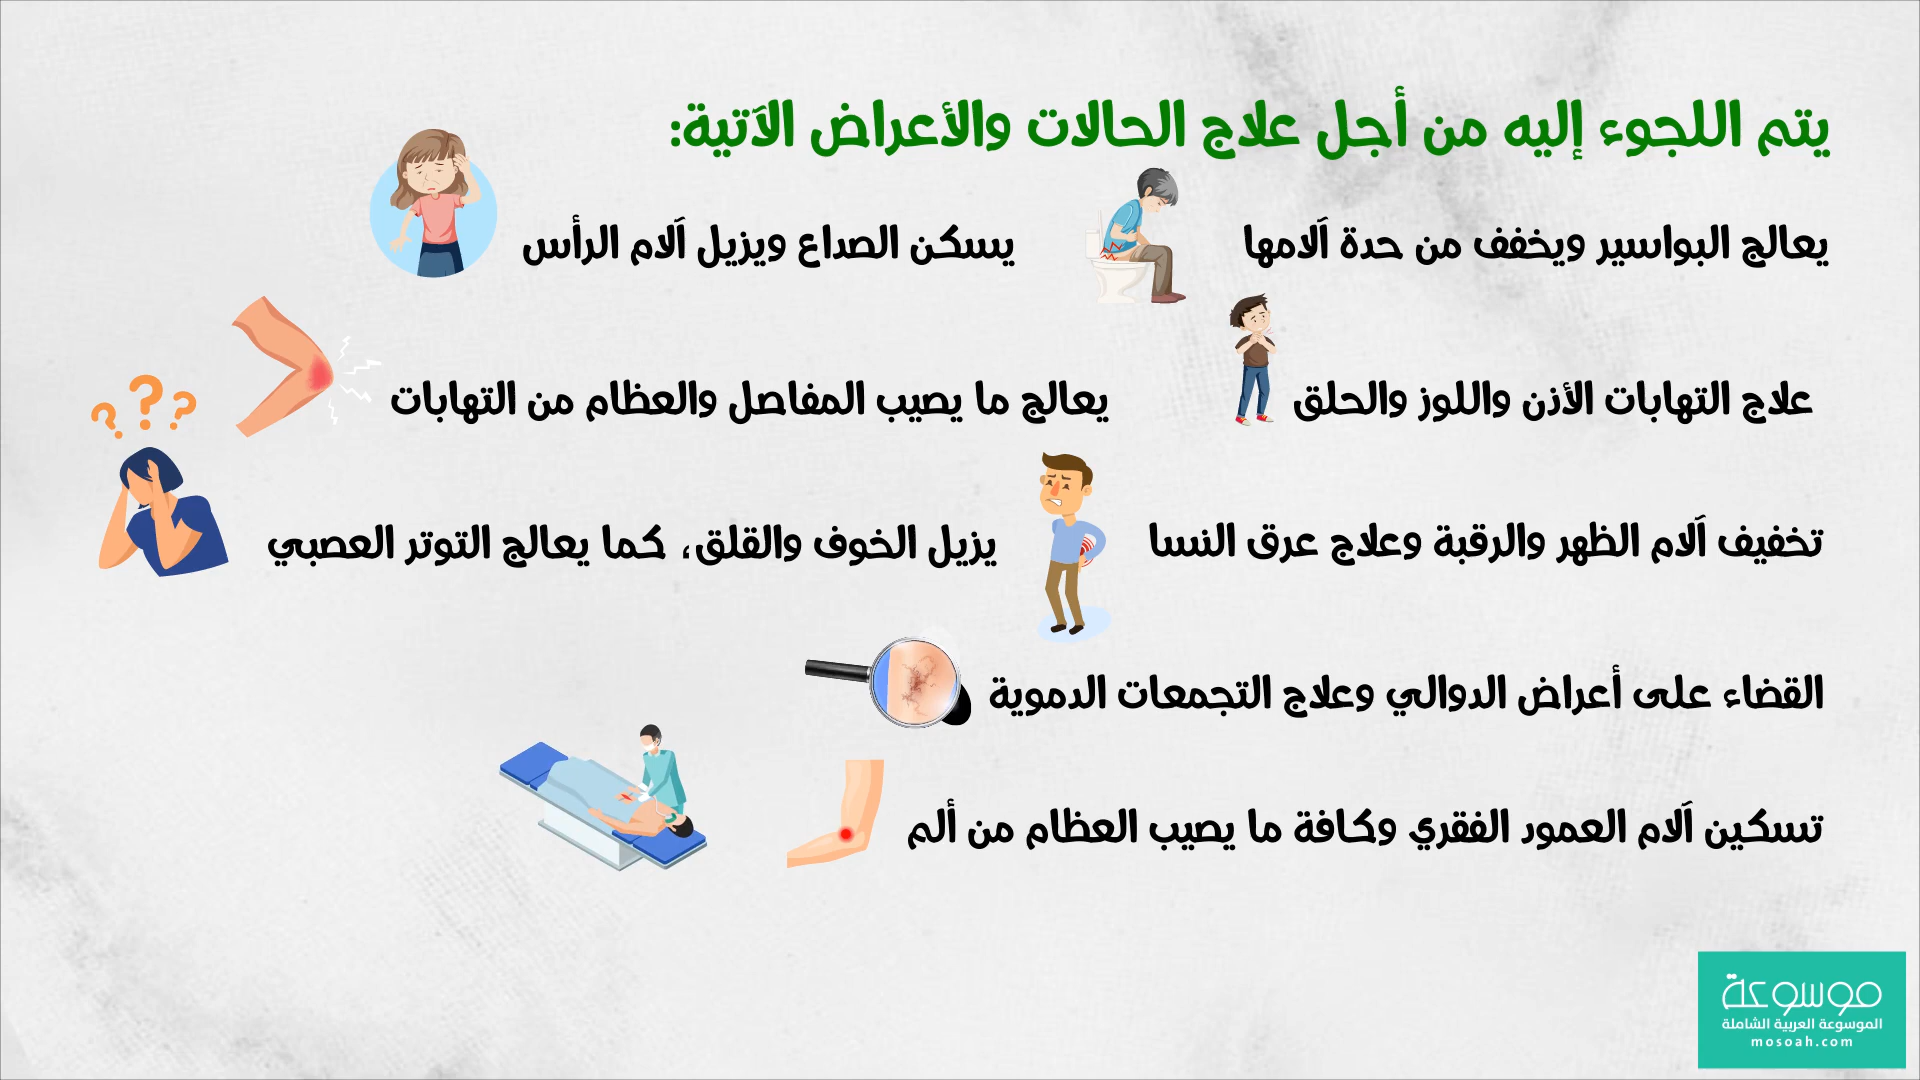 يتم اللجوء إليه من أجل علاج الحالات والأعراض الآتية:
يعالج البواسير ويخفف من حدة آلامها
يسكن الصداع ويزيل آلام الرأس
علاج التهابات الأذن واللوز والحلق
يعالج ما يصيب المفاصل والعظام من التهابات
تخفيف آلام الظهر والرقبة وعلاج عرق النسا
يزيل الخوف والقلق، كما يعالج التوتر العصبي
القضاء على أعراض الدوالي وعلاج التجمعات الدموية
تسكين آلام العمود الفقري وكافة ما يصيب العظام من ألم
موسوعة
الموسوعة العربية الشاملة
mosoah.com